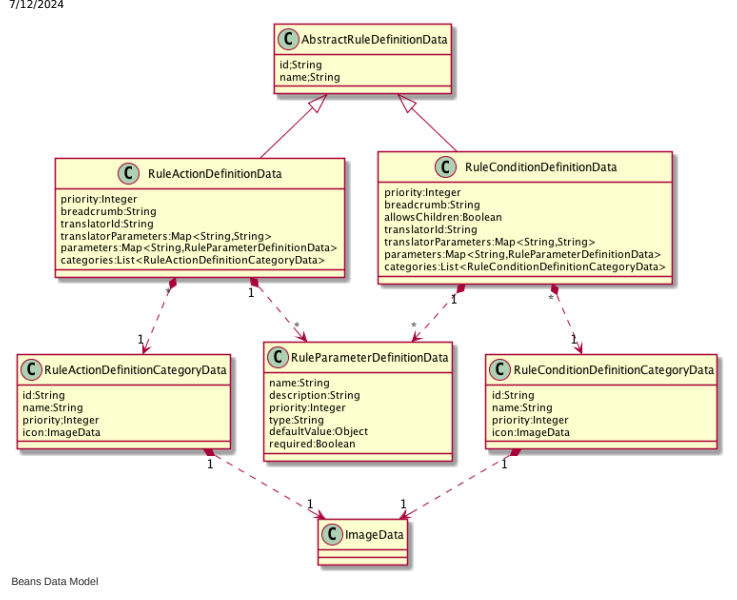 7/12/2024
C AbstractRuleDefinitionData
id;String
name;String
C RuleActionDefinitionData
priority:Integer
breadcrumb:String
translatorId:String
translatorParameters:Map<String,String>
parameters:Map<String,RuleParameterDefinitionData>
categories:List<RuleActionDefinitionCategoryData>
C RuleConditionDefinitionData
priority:Integer
breadcrumb:String
allowsChildren:Boolean
translatorId:String
translatorParameters:Map<String,String>
parameters:Map<String,RuleParameterDefinitionData>
categories:List<RuleConditionDefinitionCategoryData>
* 1 1 *
1 * * 1
C RuleActionDefinitionCategoryData
id:String
name:String
priority;Integer
icon:ImageData
C RuleParameterDefinitionData
name:String
description:String
priority:Integer
type:String
defaultValue:Object
required:Boolean
C RuleConditionDefinitionCategoryData
id:String
name:String
priority:Integer
icon:ImageData
1 1
1 1
C ImageData
Beans Data Model